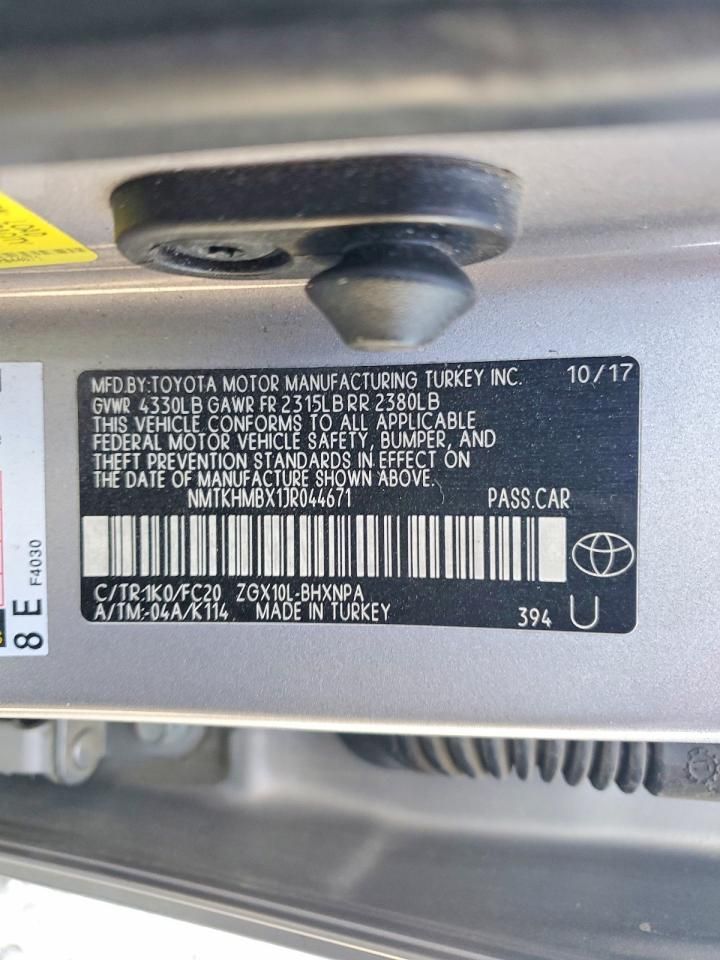 MFD.BY:TOYOTA MOTOR MANUFACTURING TURKEY INC. 10/17
GVWR 4330LB GAWR FR 2315LB RR 2380LB
THIS VEHICLE CONFORMS TO ALL APPLICABLE
FEDERAL MOTOR VEHICLE SAFETY, BUMPER, AND
THEFT PREVENTION STANDARDS IN EFFECT ON
THE DATE OF MANUFACTURE SHOWN ABOVE.
NMTKHMBX1JR044671 PASS.CAR
C/TR:1K0/FC20 ZGX10L-BHXNPA
A/TM:-04A/K114 MADE IN TURKEY 394 U
8 E F4030